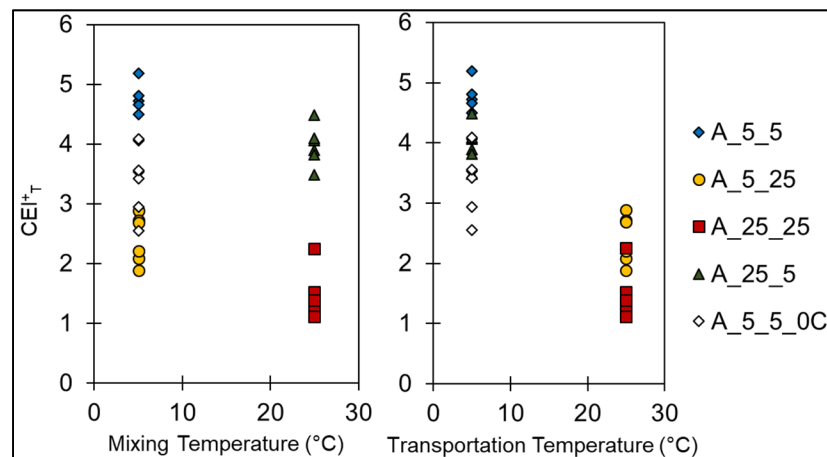 6
5
4
3
2
1
0
CEI⁺T
0 10 20 30
Mixing Temperature (°C)
6
5
4
3
2
1
0
0 10 20 30
Transportation Temperature (°C)
A_5_5
A_5_25
A_25_25
A_25_5
A_5_5_0C